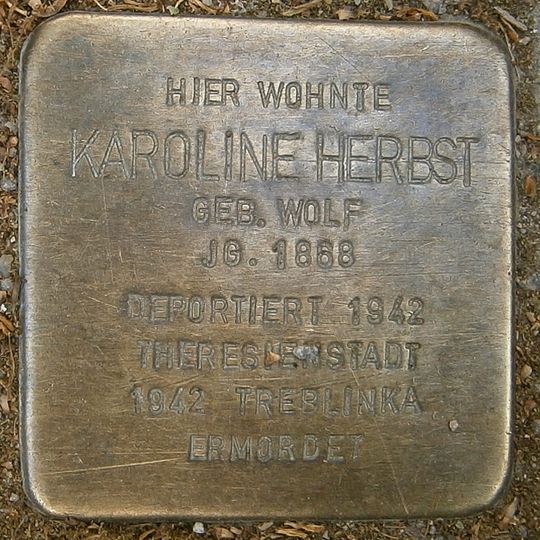 HIER WOHNTE
KAROLINE HERBST
GEB. WOLF
JG. 1868
DEPORTIERT 1942
THERESIENSTADT
1942 TREBLINKA
ERMORDET